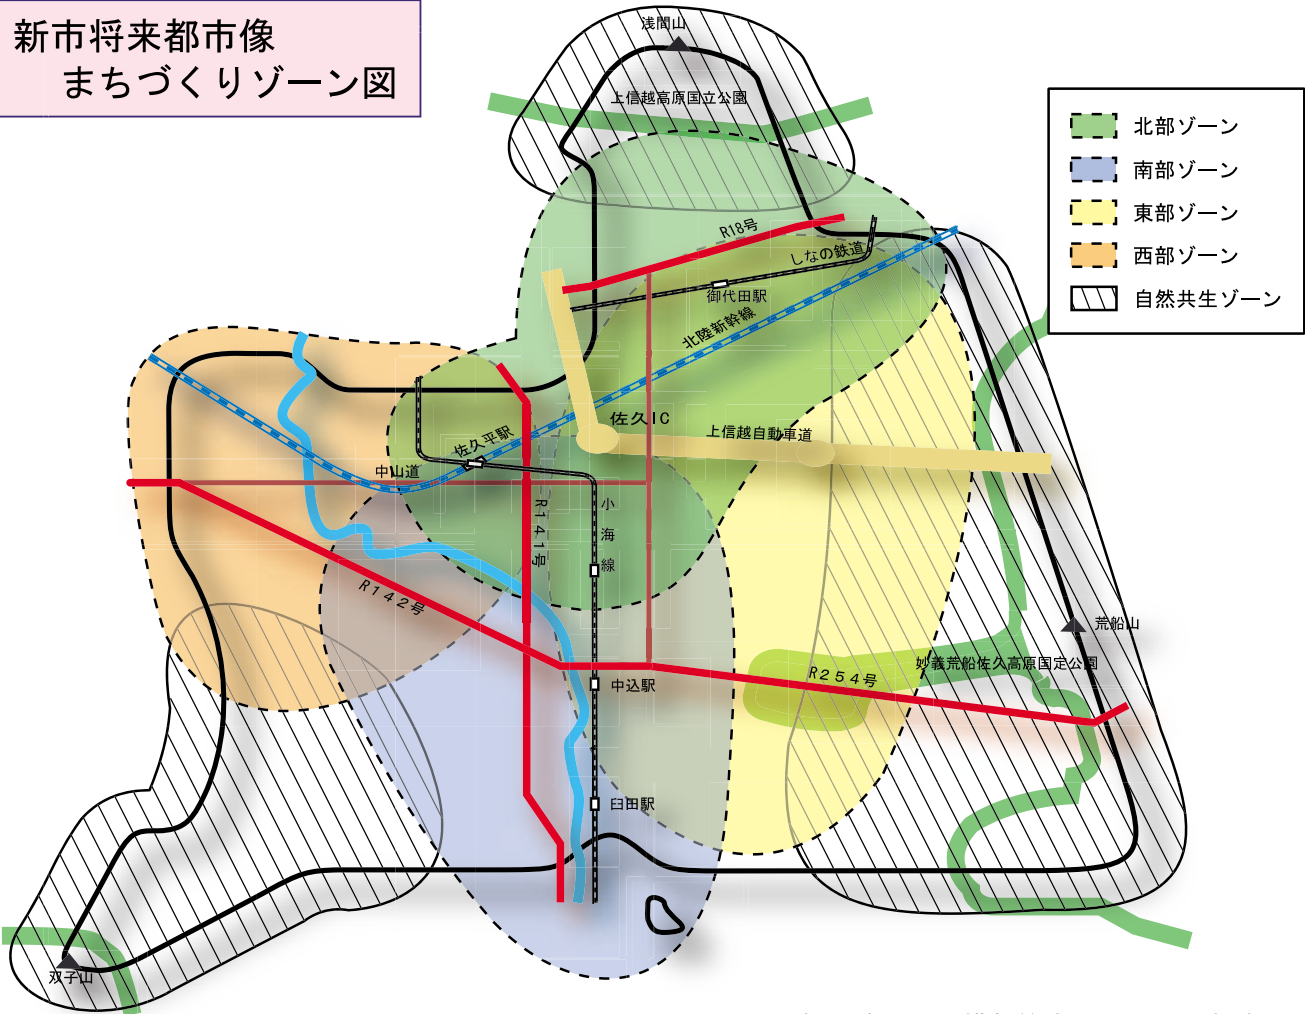 新市将来都市像
まちづくりゾーン図
浅間山
上信越高原国立公園
北部ゾーン
南部ゾーン
東部ゾーン
西部ゾーン
自然共生ゾーン
R18号
しなの鉄道
御代田駅
北陸新幹線
佐久IC
上信越自動車道
佐久平駅
中山道
R141号
小海線
R142号
荒船山
妙義荒船佐久高原国定公園
R254号
中込駅
臼田駅
双子山